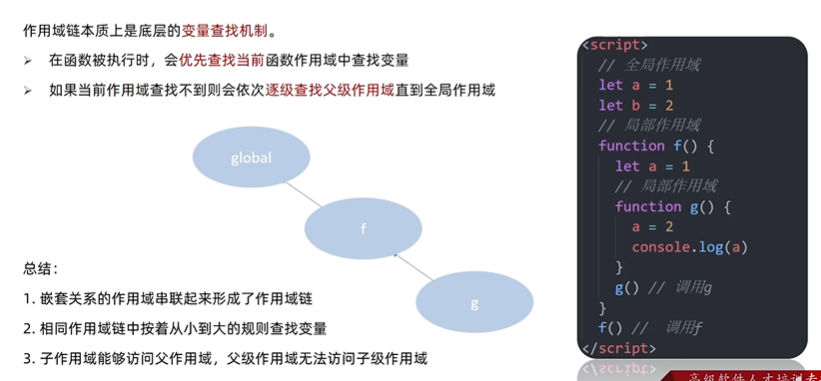 作用域链本质上是底层的变量查找机制。
➢ 在函数被执行时，会优先查找当前函数作用域中查找变量
➢ 如果当前作用域查找不到则会依次逐级查找父级作用域直到全局作用域
global
f
g
总结：
1. 嵌套关系的作用域串联起来形成了作用域链
2. 相同作用域链中按着从小到大的规则查找变量
3. 子作用域能够访问父作用域，父级作用域无法访问子级作用域
<script>
// 全局作用域
let a = 1
let b = 2
// 局部作用域
function f() {
let a = 1
// 局部作用域
function g() {
a = 2
console.log(a)
}
g() // 调用g
}
f() // 调用f
</script>
高级软件人才培训专